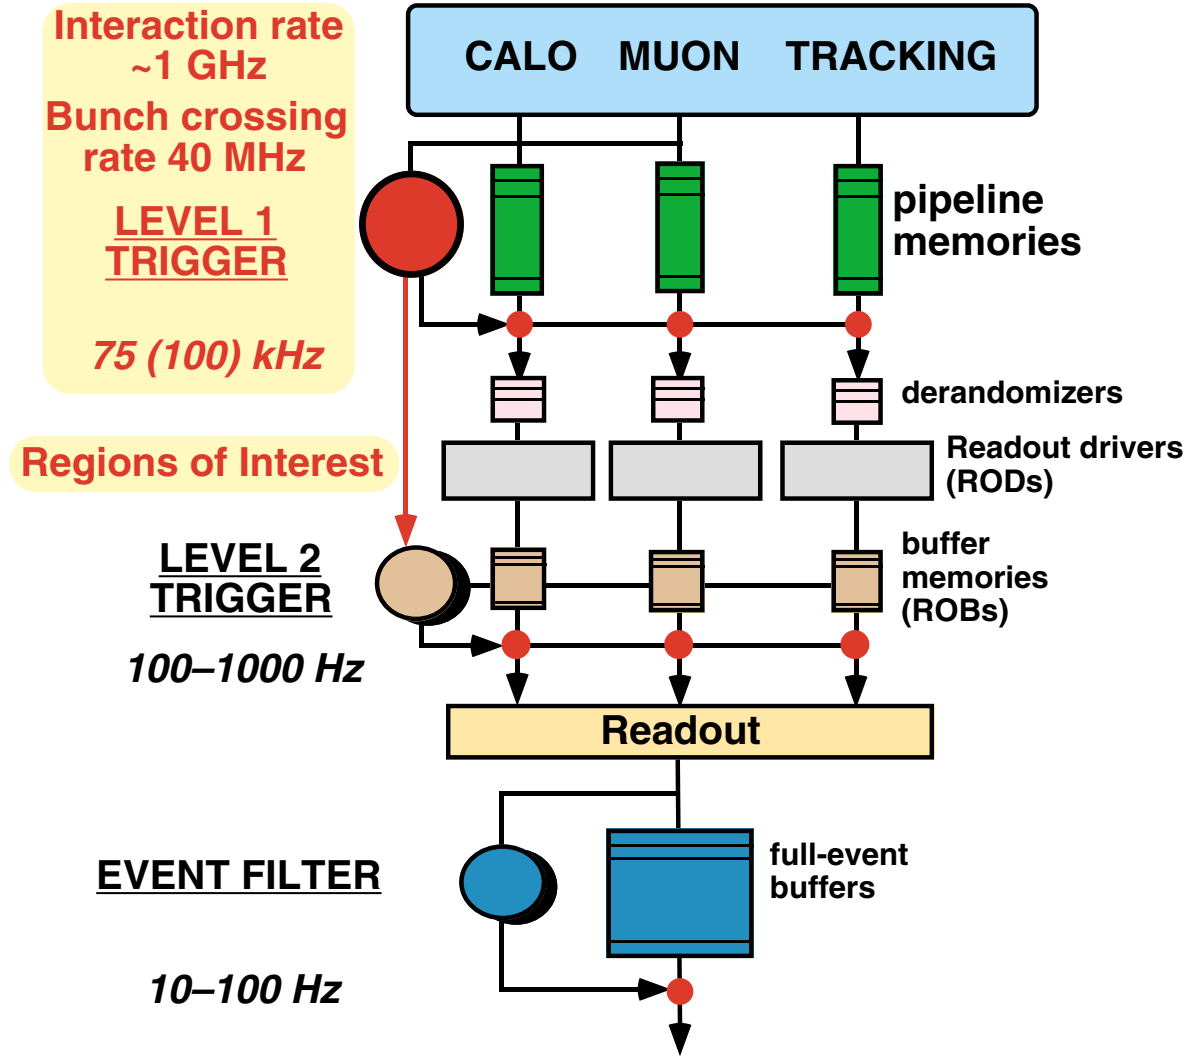 Interaction rate
~1 GHz
Bunch crossing
rate 40 MHz
LEVEL 1
TRIGGER
75 (100) kHz
CALO MUON TRACKING
pipeline
memories
derandomizers
Regions of Interest
Readout drivers
(RODs)
LEVEL 2
TRIGGER
100–1000 Hz
buffer
memories
(ROBs)
Readout
EVENT FILTER
full-event
buffers
10–100 Hz